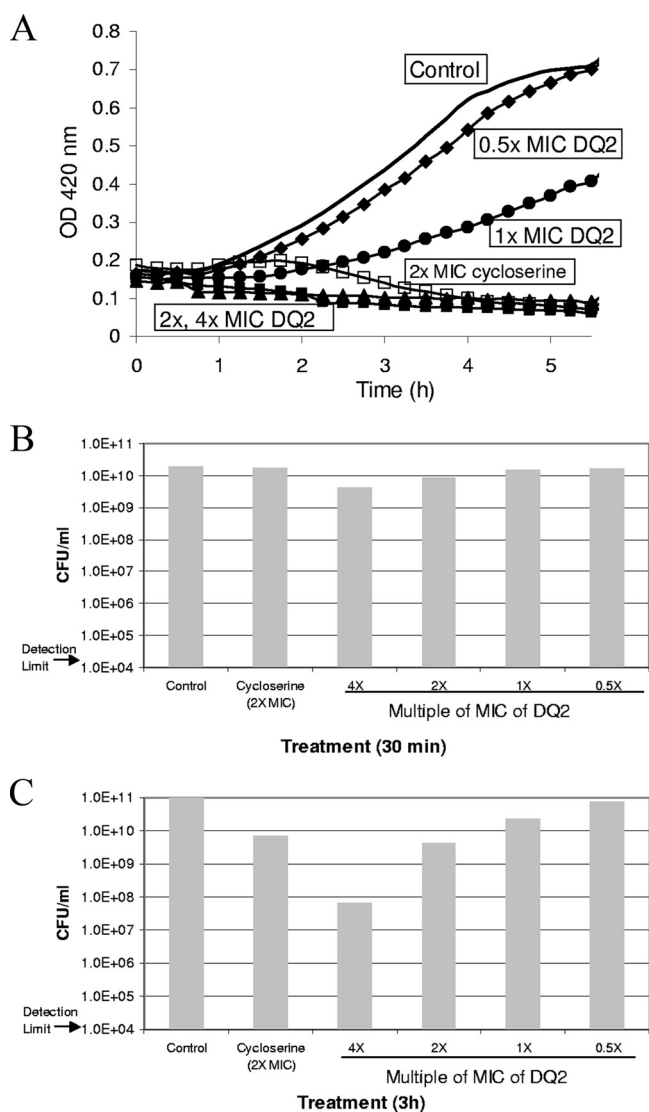 A
0.8
0.7
0.6
0.5
0.4
0.3
0.2
0.1
0
OD 420 nm
Control
0.5x MIC DQ2
1x MIC DQ2
2x MIC cycloserine
2x, 4x MIC DQ2
0 1 2 3 4 5
Time (h)
B
1.0E+11
1.0E+10
1.0E+09
1.0E+08
1.0E+07
1.0E+06
1.0E+05
1.0E+04
CFU/ml
Detection
Limit
Control Cycloserine 4X 2X 1X 0.5X
(2X MIC)
Multiple of MIC of DQ2
Treatment (30 min)
C
1.0E+11
1.0E+10
1.0E+09
1.0E+08
1.0E+07
1.0E+06
1.0E+05
1.0E+04
CFU/ml
Detection
Limit
Control Cycloserine 4X 2X 1X 0.5X
(2X MIC)
Multiple of MIC of DQ2
Treatment (3h)